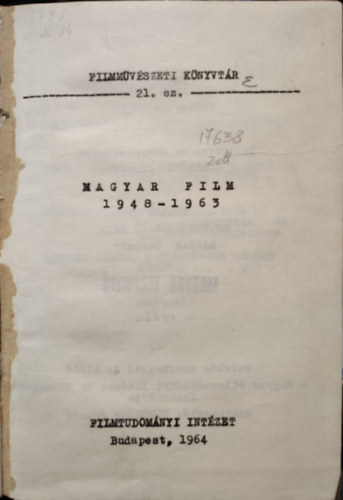 FILMMŰVÉSZETI KÖNYVTÁR
21. sz.
17638
MAGYAR FILM
1948-1963
FILMTUDOMÁNYI INTÉZET
Budapest, 1964